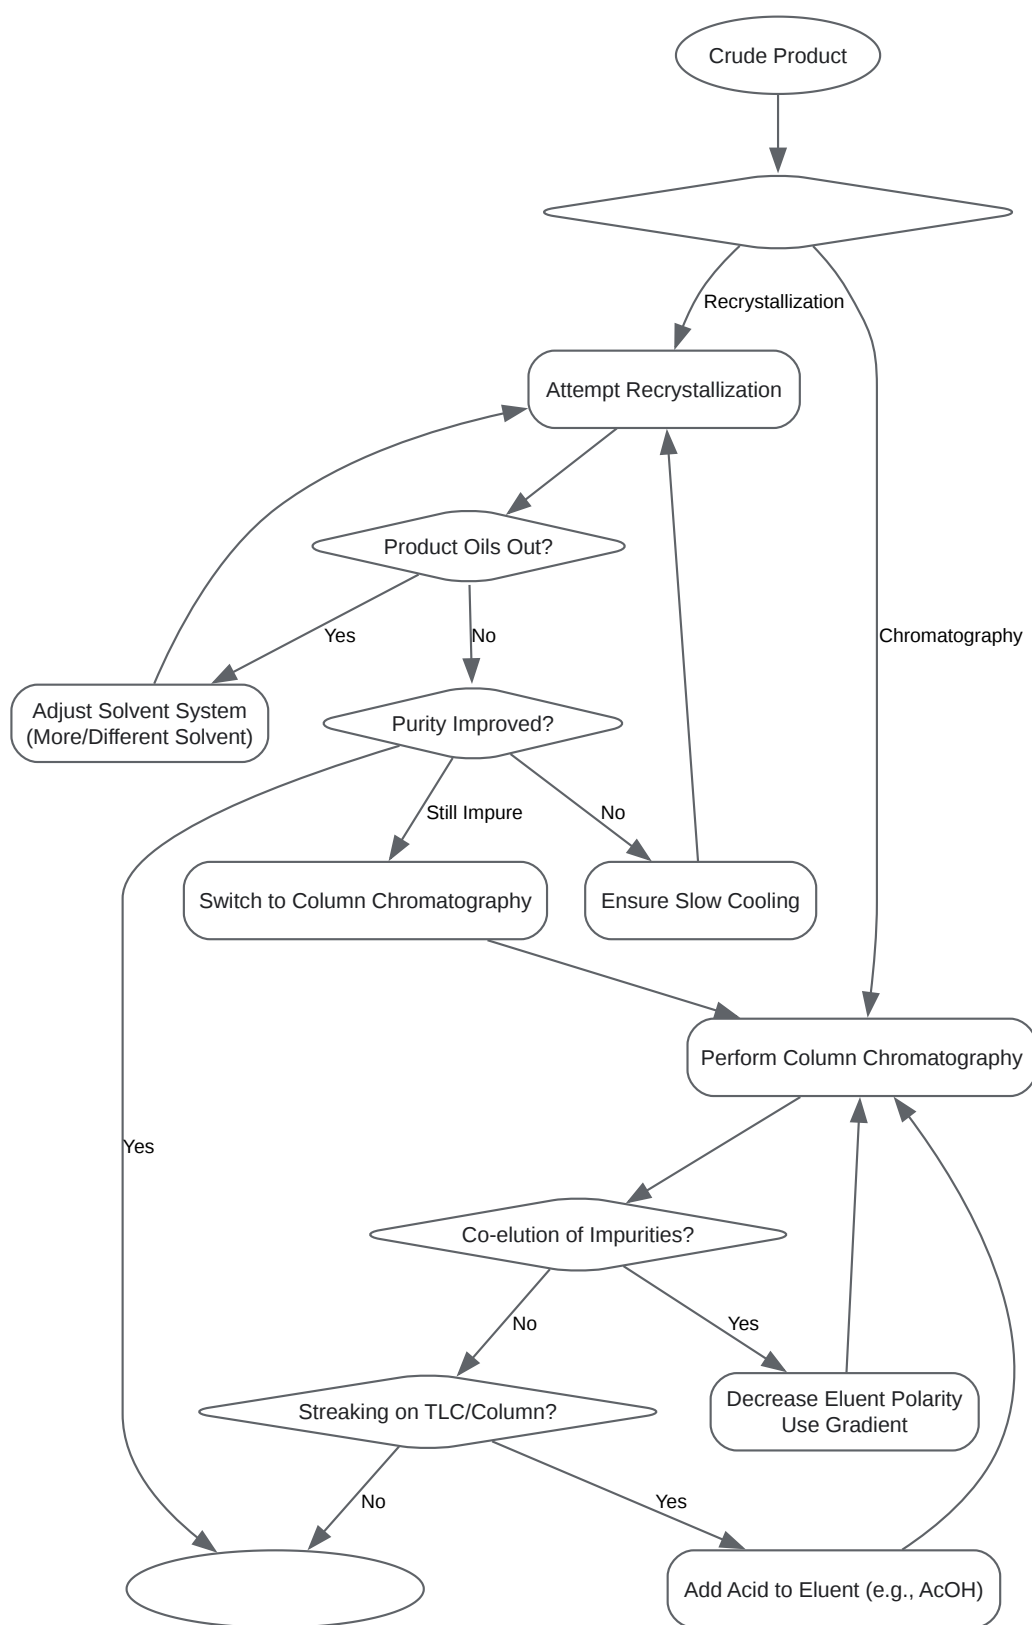 Crude Product
Recrystallization
Attempt Recrystallization
Product Oils Out?
Yes
No
Chromatography
Adjust Solvent System
(More/Different Solvent)
Purity Improved?
Still Impure
No
Switch to Column Chromatography
Ensure Slow Cooling
Perform Column Chromatography
Yes
Co-elution of Impurities?
No
Yes
Decrease Eluent Polarity
Use Gradient
Streaking on TLC/Column?
No
Yes
Add Acid to Eluent (e.g., AcOH)